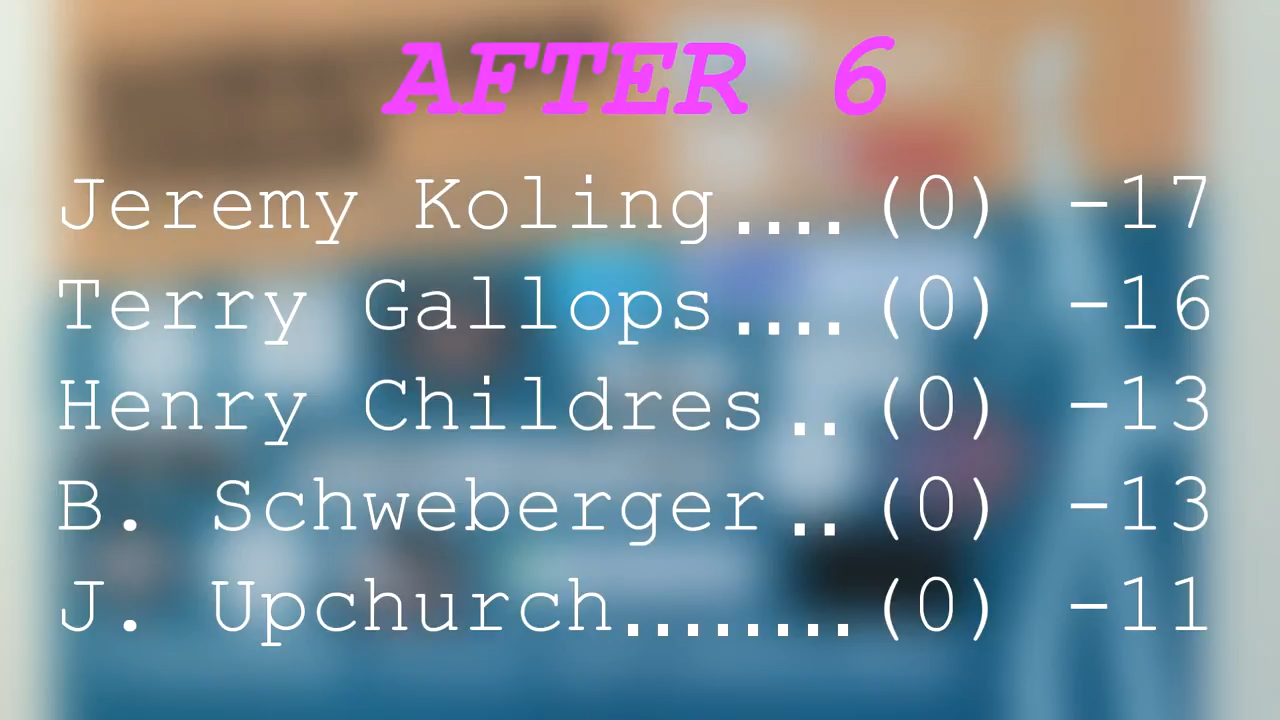 AFTER 6
Jeremy Koling....(0) -17
Terry Gallops....(0) -16
Henry Childres..(0) -13
B. Schweberger..(0) -13
J. Upchurch........(0) -11